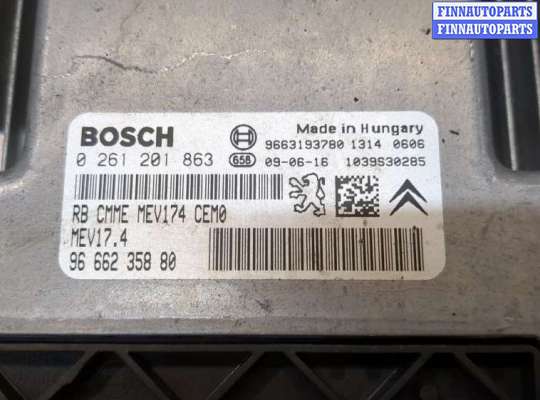 FINNAUTOPARTS
FINNAUTOPARTS
BOSCH
Made in Hungary
9663193780 1314 0606
0 261 201 863 658 09-06-16 1039S30285
RB CMME MEV174 CEM0
MEV17.4
96 662 358 80